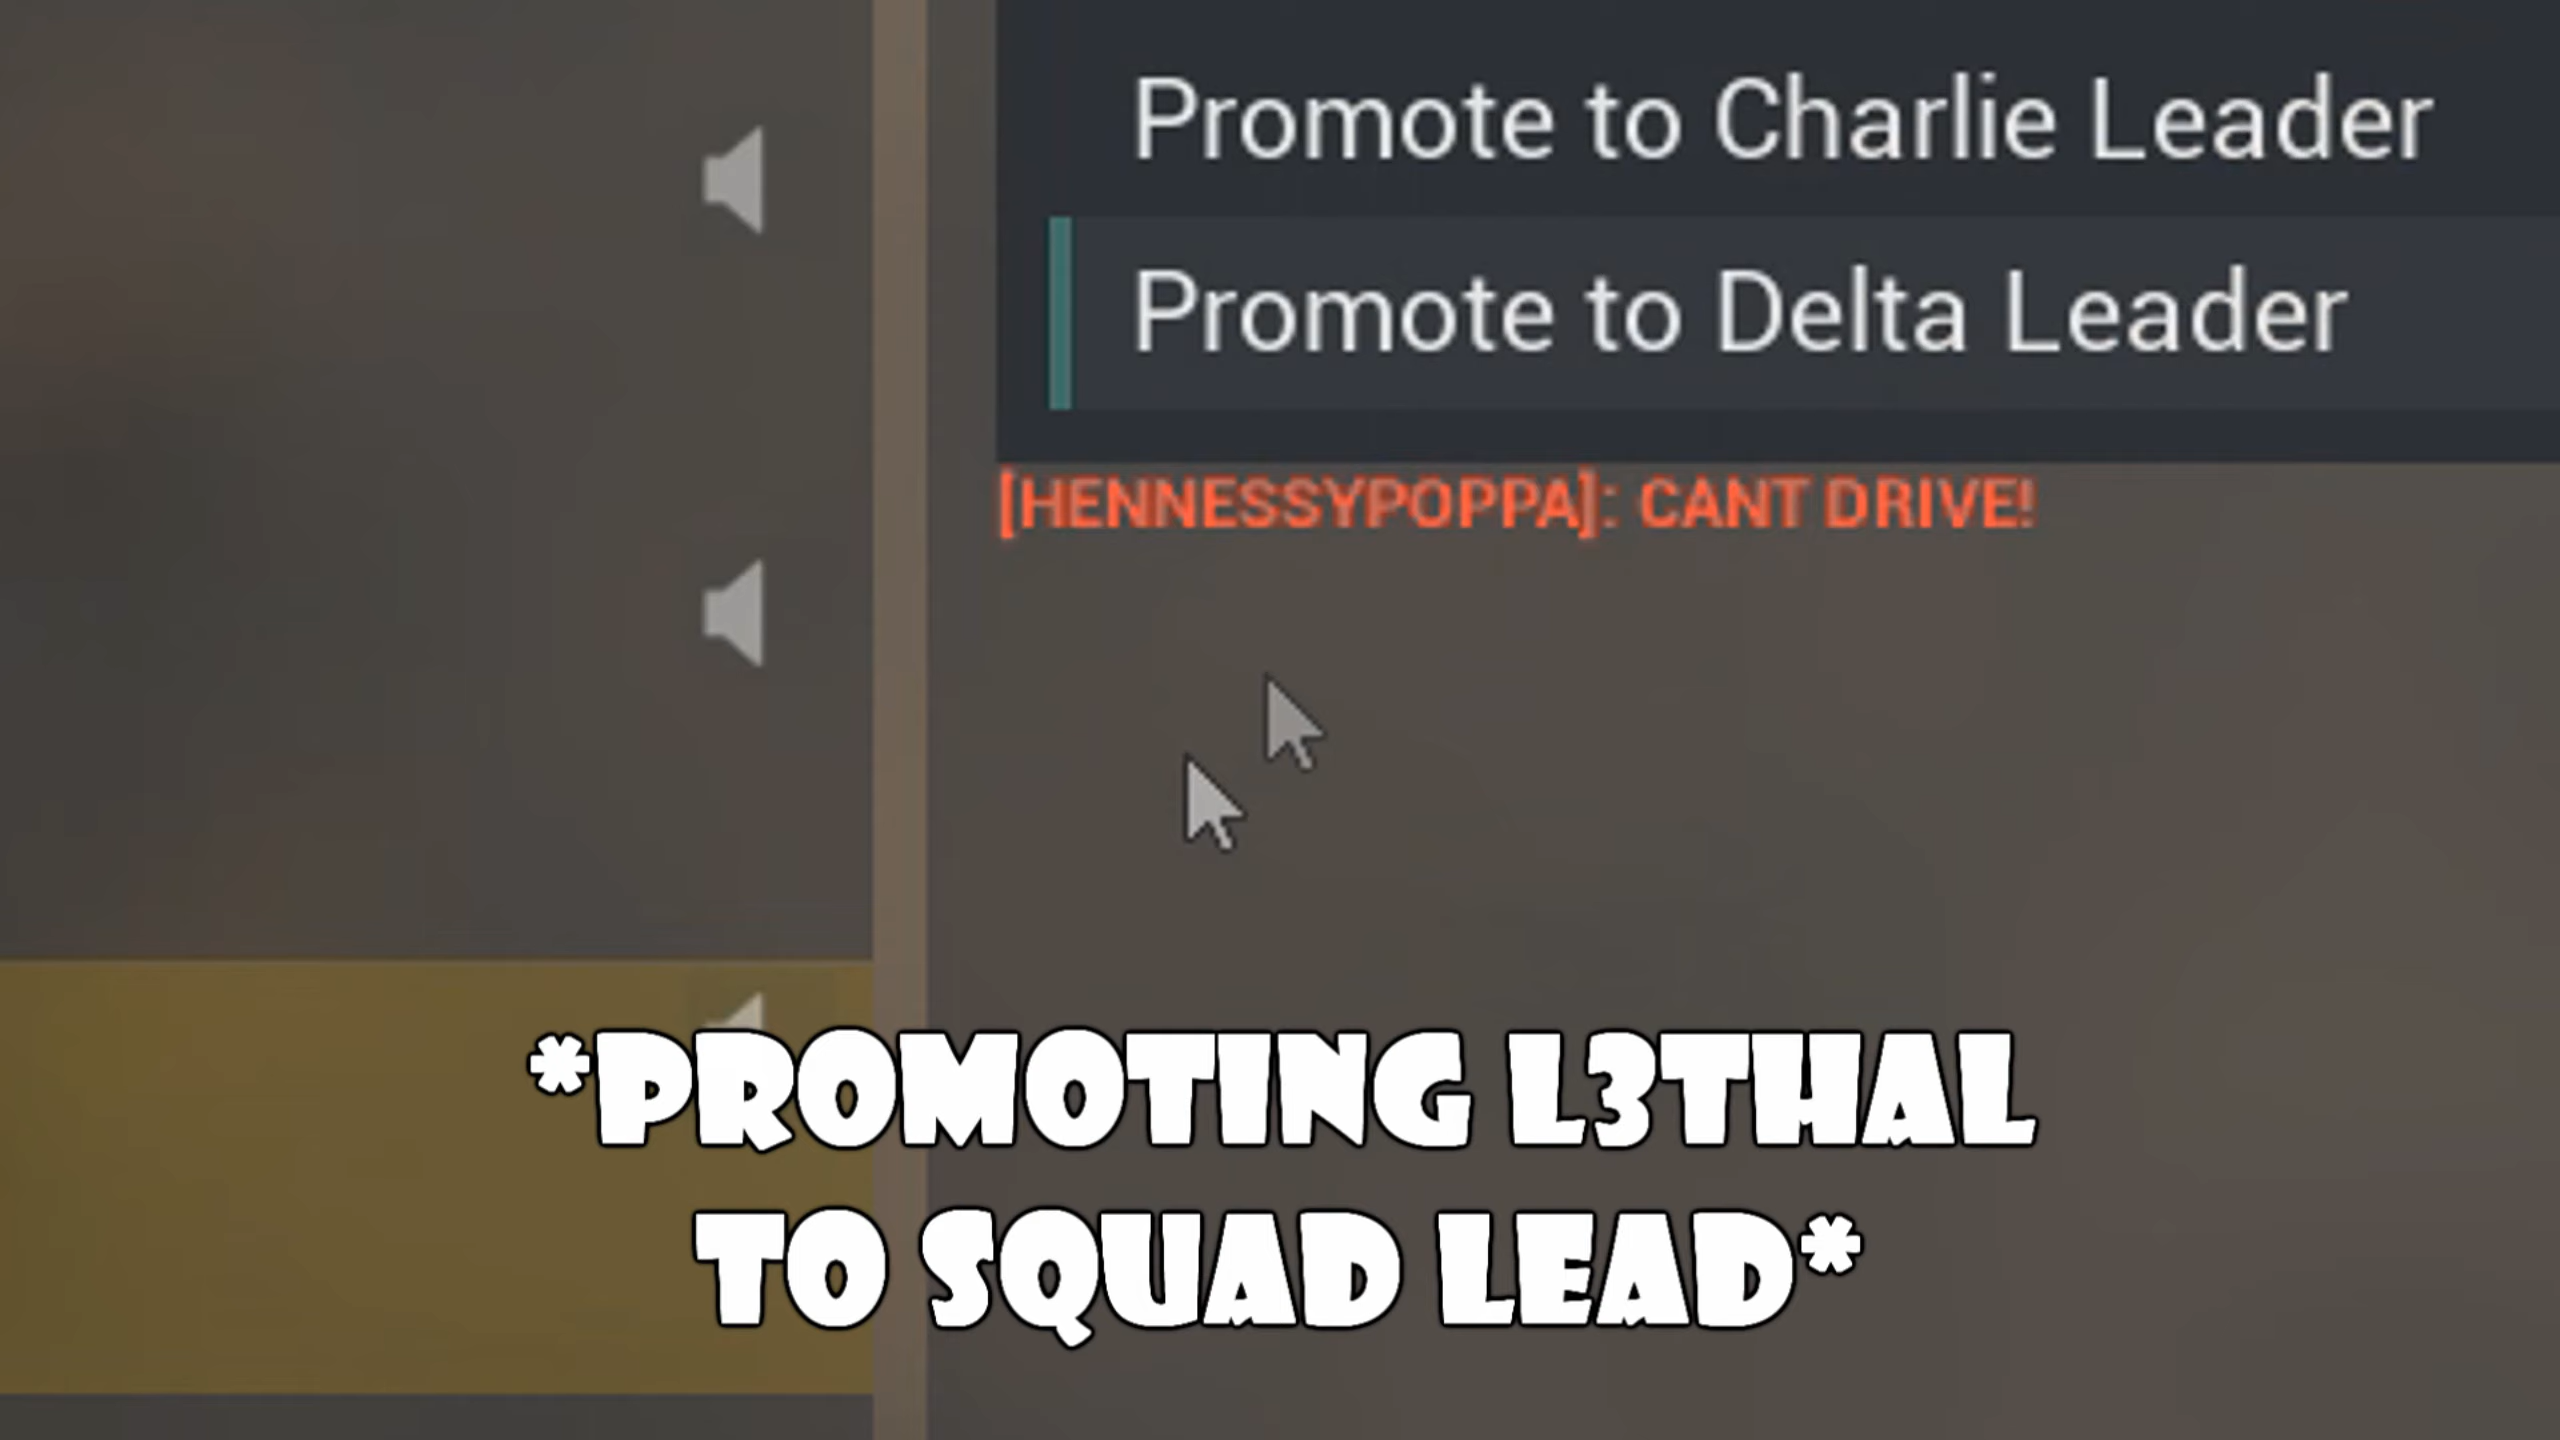 Promote to Charlie Leader
Promote to Delta Leader
[HENNESSYPOPPA]: CANT DRIVE!
*PROMOTING L3THAL
TO SQUAD LEAD*